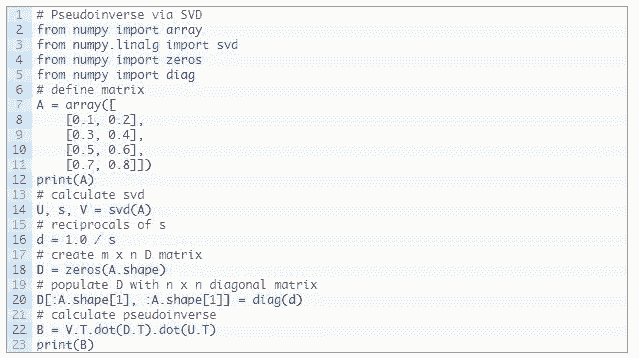 1 # Pseudoinverse via SVD
2 from numpy import array
3 from numpy.linalg import svd
4 from numpy import zeros
5 from numpy import diag
6 # define matrix
7 A = array([
8     [0.1, 0.2],
9     [0.3, 0.4],
10     [0.5, 0.6],
11     [0.7, 0.8]])
12 print(A)
13 # calculate svd
14 U, s, V = svd(A)
15 # reciprocals of s
16 d = 1.0 / s
17 # create m x n D matrix
18 D = zeros(A.shape)
19 # populate D with n x n diagonal matrix
20 D[:A.shape[1], :A.shape[1]] = diag(d)
21 # calculate pseudoinverse
22 B = V.T.dot(D.T).dot(U.T)
23 print(B)